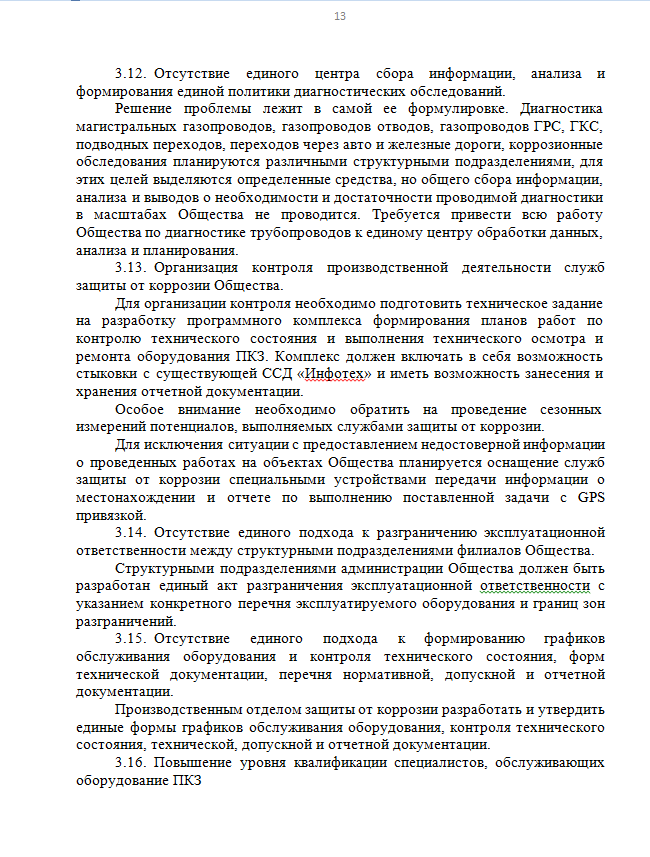 13
3.12. Отсутствие единого центра сбора информации, анализа и
формирования единой политики диагностических обследований.
Решение проблемы лежит в самой ее формулировке. Диагностика
магистральных газопроводов, газопроводов отводов, газопроводов ГРС, ГКС,
подводных переходов, переходов через авто и железные дороги, коррозионные
обследования планируются различными структурными подразделениями, для
этих целей выделяются определенные средства, но общего сбора информации,
анализа и выводов о необходимости и достаточности проводимой диагностики
в масштабах Общества не проводится. Требуется привести всю работу
Общества по диагностике трубопроводов к единому центру обработки данных,
анализа и планирования.
3.13. Организация контроля производственной деятельности служб
защиты от коррозии Общества.
Для организации контроля необходимо подготовить техническое задание
на разработку программного комплекса формирования планов работ по
контролю технического состояния и выполнения технического осмотра и
ремонта оборудования ПКЗ. Комплекс должен включать в себя возможность
стыковки с существующей ССД «Инфотех» и иметь возможность занесения и
хранения отчетной документации.
Особое внимание необходимо обратить на проведение сезонных
измерений потенциалов, выполняемых службами защиты от коррозии.
Для исключения ситуации с предоставлением недостоверной информации
о проведенных работах на объектах Общества планируется оснащение служб
защиты от коррозии специальными устройствами передачи информации о
местонахождении и отчете по выполнению поставленной задачи с GPS
привязкой.
3.14. Отсутствие единого подхода к разграничению эксплуатационной
ответственности между структурными подразделениями филиалов Общества.
Структурными подразделениями администрации Общества должен быть
разработан единый акт разграничения эксплуатационной ответственности с
указанием конкретного перечня эксплуатируемого оборудования и границ зон
разграничений.
3.15. Отсутствие единого подхода к формированию графиков
обслуживания оборудования и контроля технического состояния, форм
технической документации, перечня нормативной, допускной и отчетной
документации.
Производственным отделом защиты от коррозии разработать и утвердить
единые формы графиков обслуживания оборудования, контроля технического
состояния, технической, допускной и отчетной документации.
3.16. Повышение уровня квалификации специалистов, обслуживающих
оборудование ПКЗ